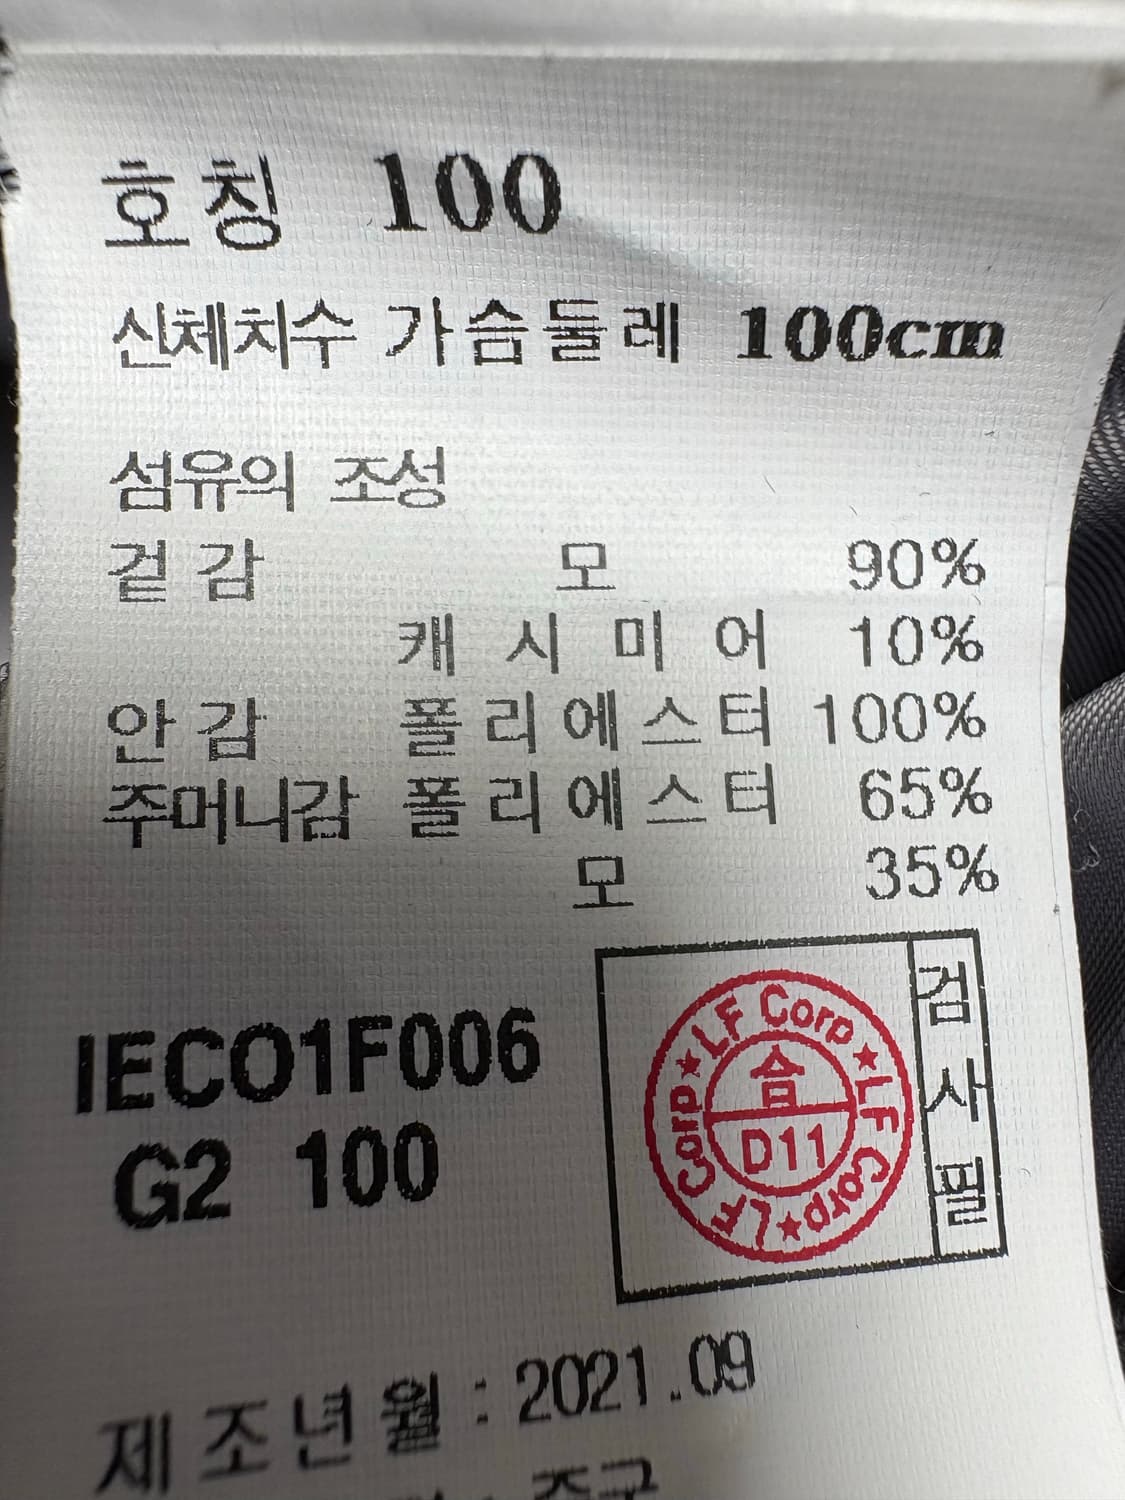 호칭 100
신체치수 가슴둘레 100cm
섬유의 조성
겉감 모 90%
캐시미어 10%
안감 폴리에스터 100%
주머니감 폴리에스터 65%
모 35%
IECO1F006
G2 100
LF Corp ★ LF Corp ★ LF Corp ★
合
D11
검사필
제조년월 : 2021.09
: 중국